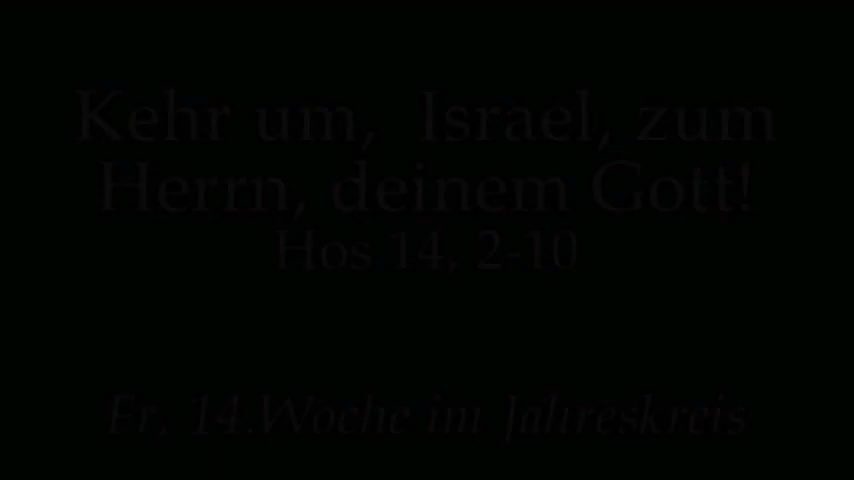 Kehr um, Israel, zum
Herrn, deinem Gott!
Hos 14, 2-10
Fr, 14.Woche im Jahreskreis